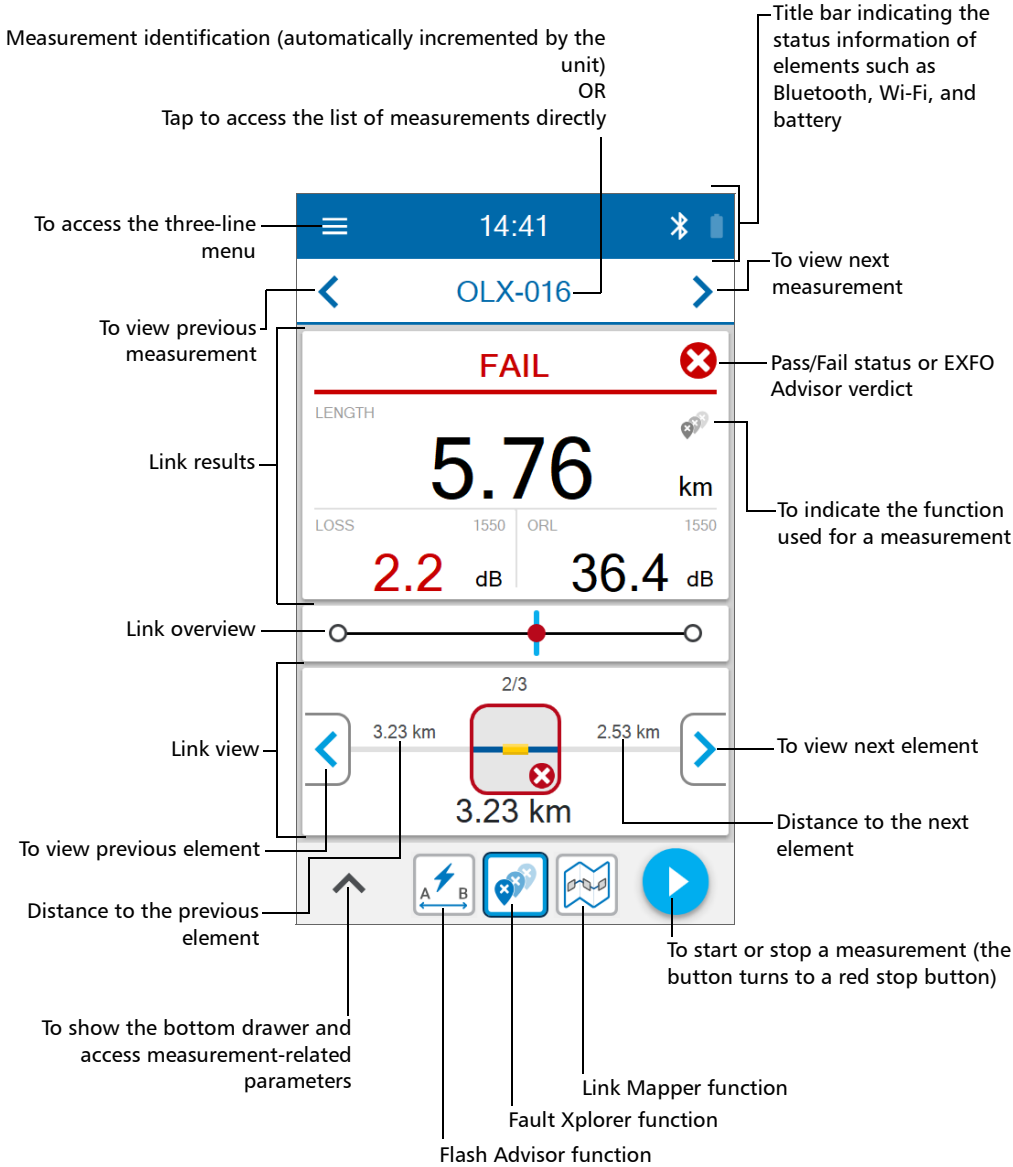 Title bar indicating the
status information of
elements such as
Bluetooth, Wi-Fi, and
battery
Measurement identification (automatically incremented by the
unit)
OR
Tap to access the list of measurements directly
To access the three-line
menu
14:41
To view next
measurement
OLX-016
To view previous
measurement
FAIL
Pass/Fail status or EXFO
Advisor verdict
LENGTH
5.76
km
Link results
To indicate the function
used for a measurement
LOSS
1550
ORL
1550
2.2
dB
36.4
dB
Link overview
2/3
3.23 km
2.53 km
Link view
To view next element
3.23 km
Distance to the next
element
To view previous element
A
B
Distance to the previous
element
To start or stop a measurement (the
button turns to a red stop button)
To show the bottom drawer and
access measurement-related
parameters
Link Mapper function
Fault Xplorer function
Flash Advisor function